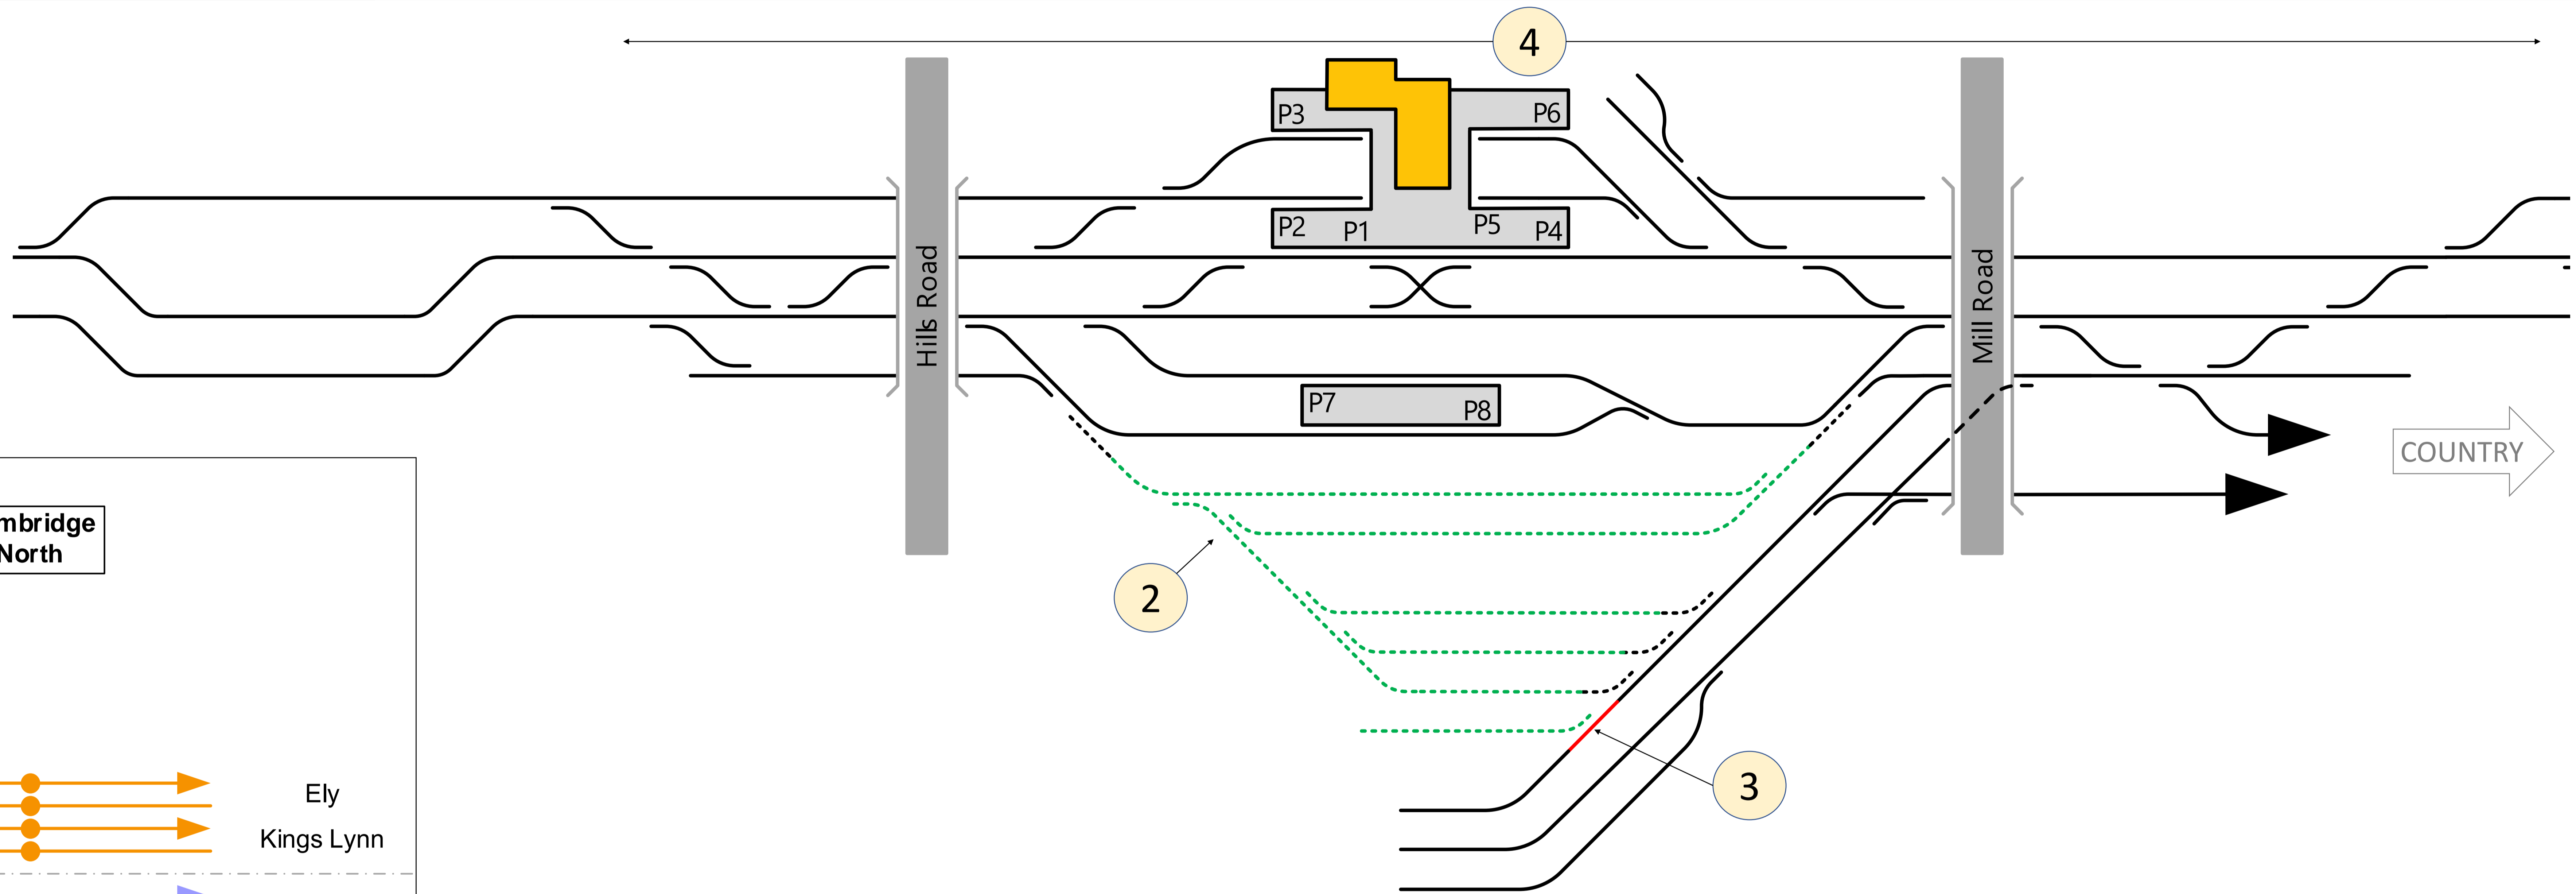 4
P3
P6
P2
P1
P5
P4
Hills Road
Mill Road
P7
P8
COUNTRY
mbridge
North
2
3
Ely
Kings Lynn